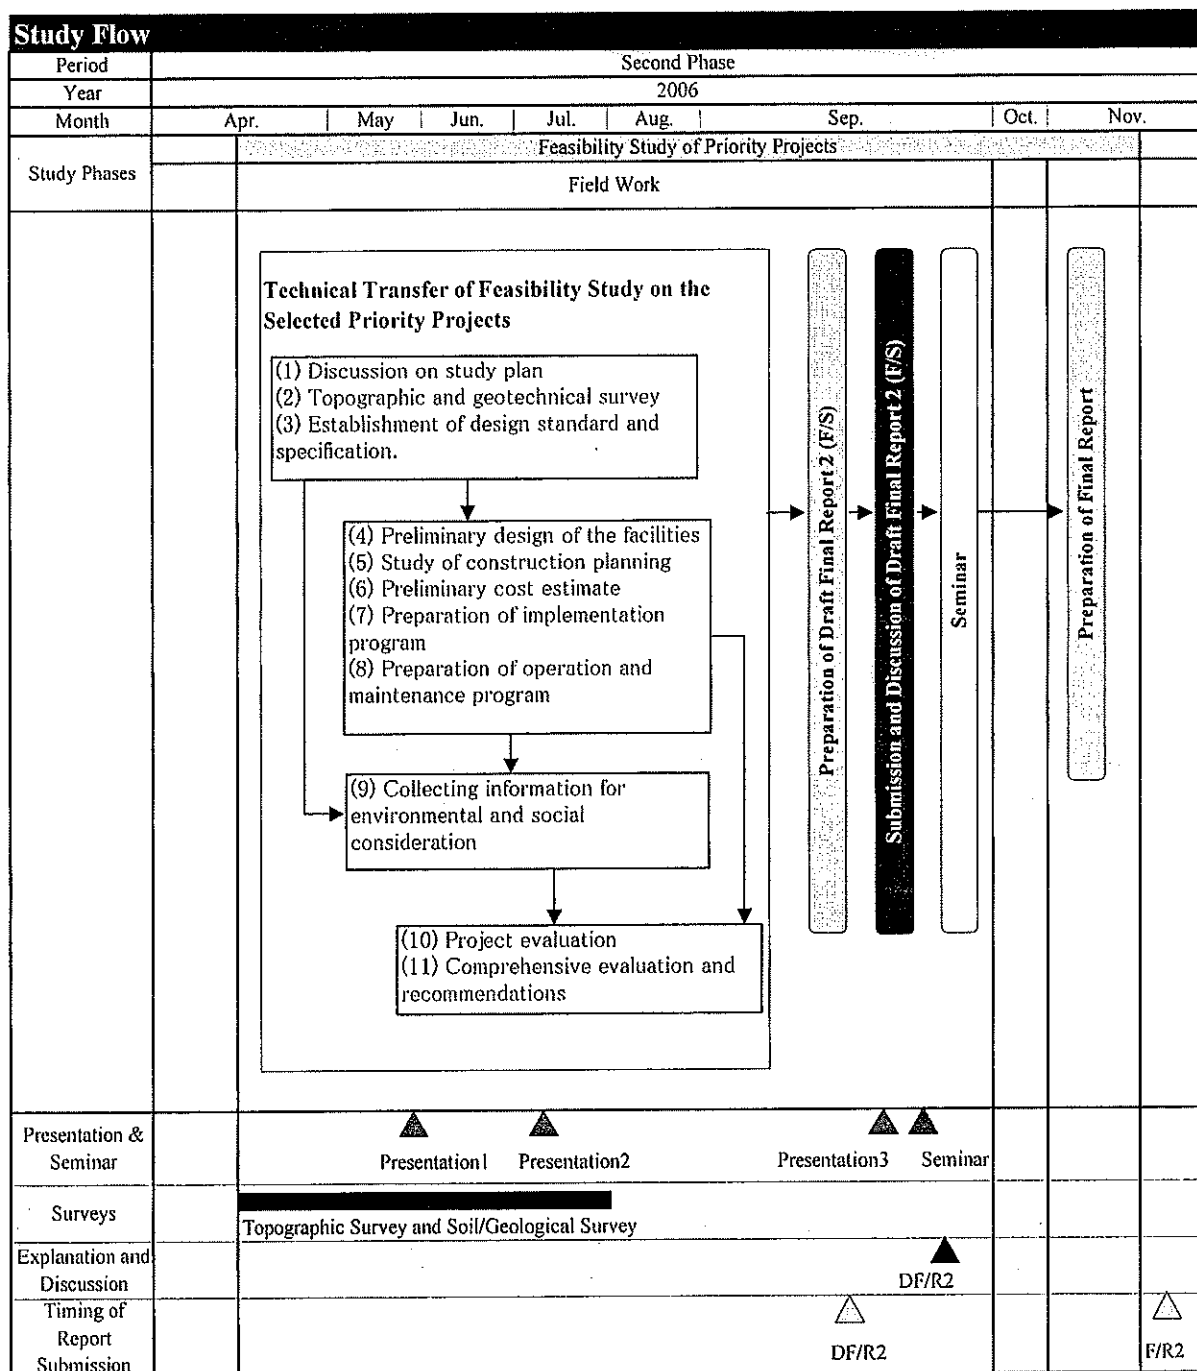 Study Flow
Period
Second Phase
Year
2006
Month
Apr.
May
Jun.
Jul.
Aug.
Sep.
Oct.
Nov.
Study Phases
Feasibility Study of Priority Projects
Field Work
Technical Transfer of Feasibility Study on the
Selected Priority Projects
(1) Discussion on study plan
(2) Topographic and geotechnical survey
(3) Establishment of design standard and
specification.
(4) Preliminary design of the facilities
(5) Study of construction planning
(6) Preliminary cost estimate
(7) Preparation of implementation
program
(8) Preparation of operation and
maintenance program
(9) Collecting information for
environmental and social
consideration
(10) Project evaluation
(11) Comprehensive evaluation and
recommendations
Preparation of Draft Final Report 2 (F/S)
Submission and Discussion of Draft Final Report 2 (F/S)
Seminar
Preparation of Final Report
Presentation &
Seminar
Presentation1
Presentation2
Presentation3
Seminar
Surveys
Topographic Survey and Soil/Geological Survey
Explanation and
Discussion
DF/R2
Timing of
Report
Submission
DF/R2
F/R2